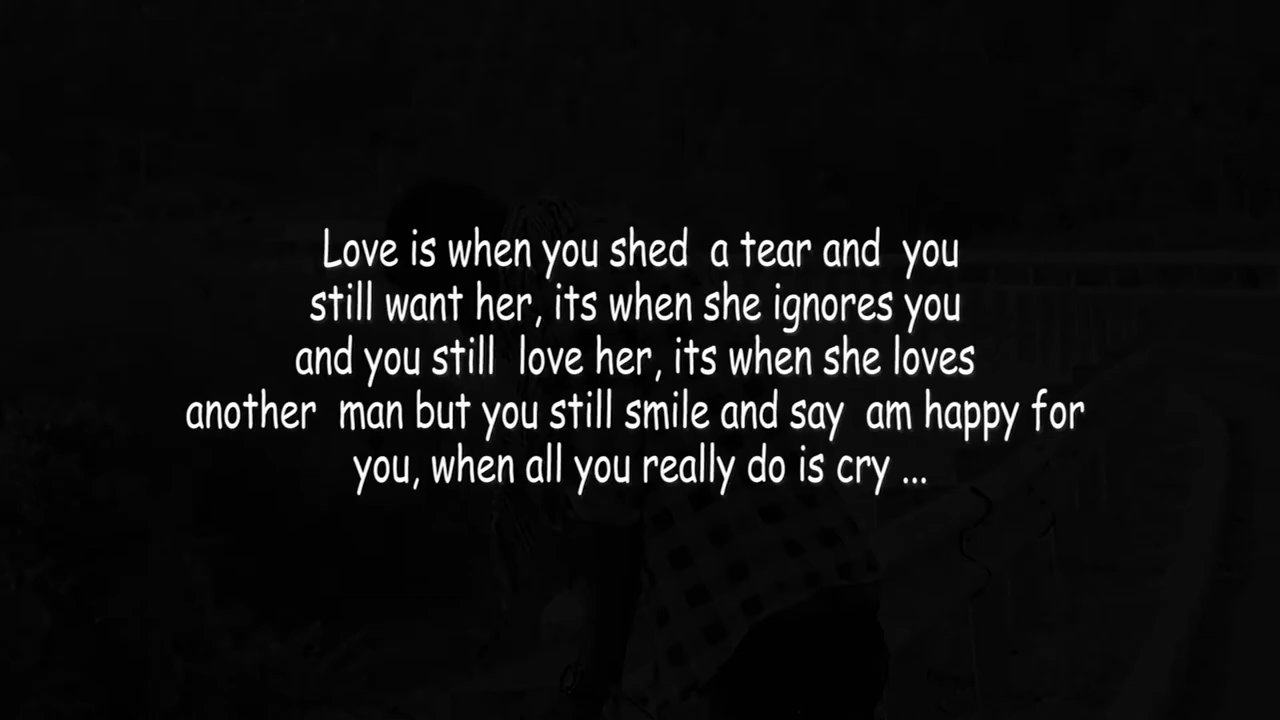 Love is when you shed  a tear and  you
still want her, its when she ignores you
and you still  love her, its when she loves
another  man but you still smile and say  am happy for
you, when all you really do is cry ...